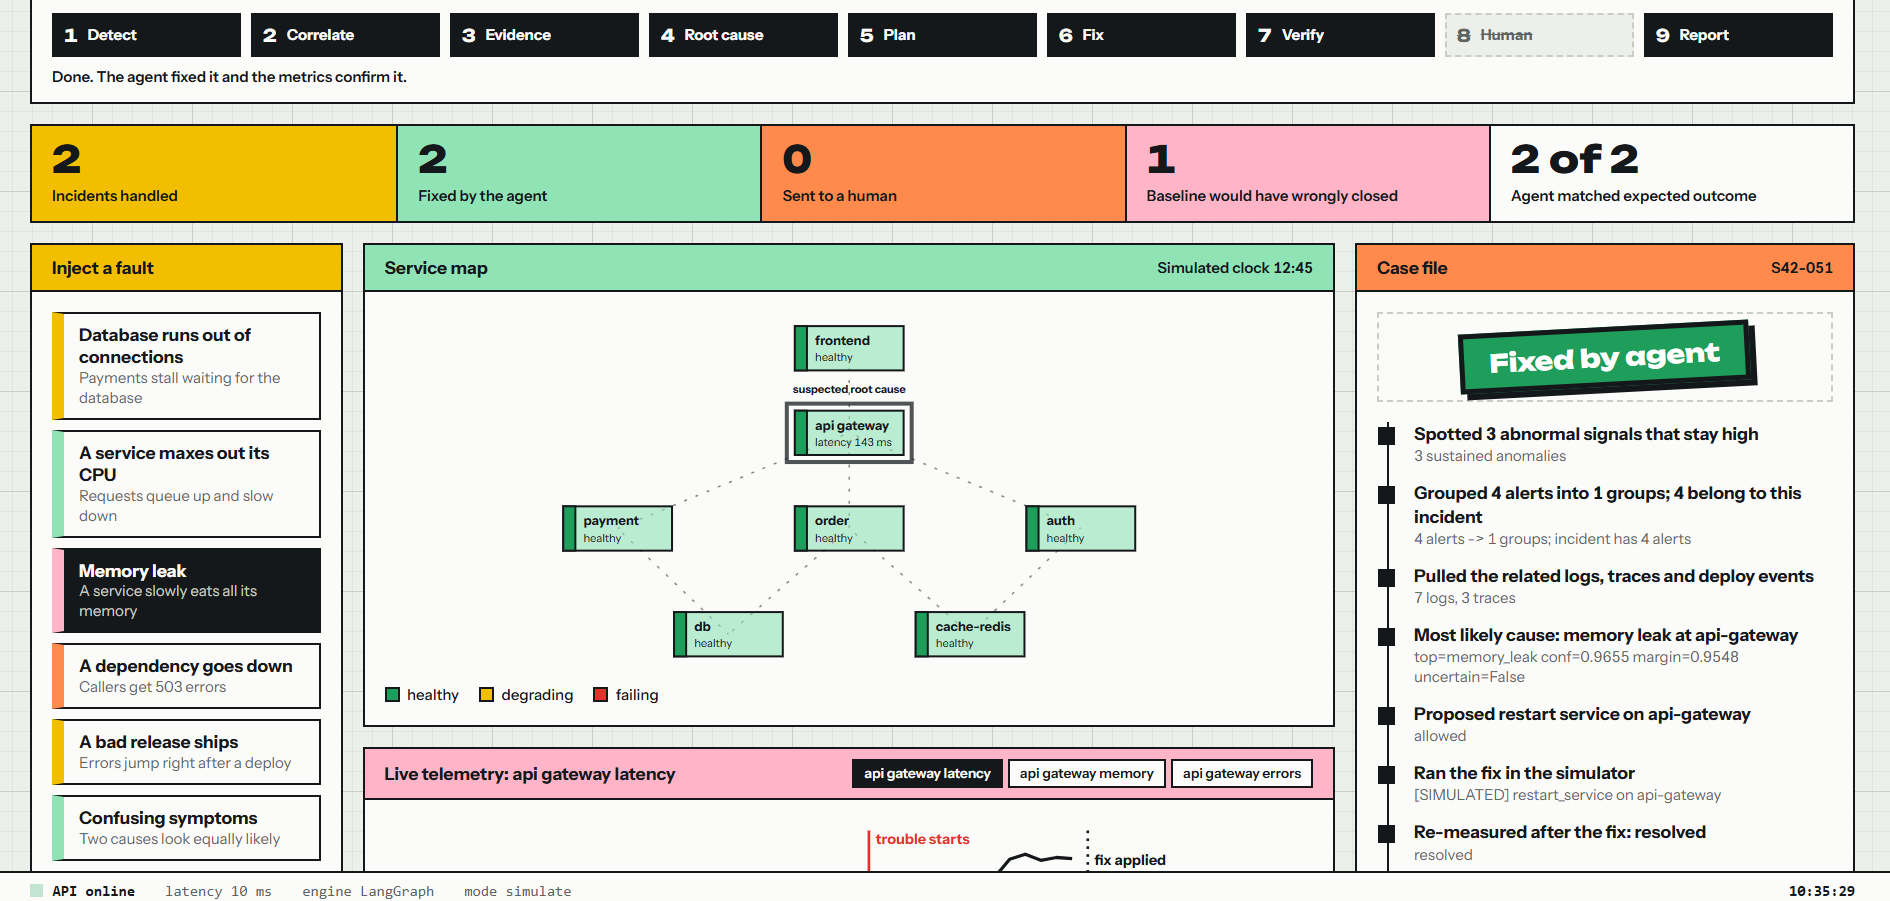 1 Detect
2 Correlate
3 Evidence
4 Root cause
5 Plan
6 Fix
7 Verify
8 Human
9 Report
Done. The agent fixed it and the metrics confirm it.
2
Incidents handled
2
Fixed by the agent
0
Sent to a human
1
Baseline would have wrongly closed
2 of 2
Agent matched expected outcome
Inject a fault
Database runs out of
connections
Payments stall waiting for the
database
A service maxes out its
CPU
Requests queue up and slow
down
Memory leak
A service slowly eats all its
memory
A dependency goes down
Callers get 503 errors
A bad release ships
Errors jump right after a deploy
Confusing symptoms
Two causes look equally likely
Service map
Simulated clock 12:45
frontend
healthy
suspected root cause
api gateway
latency 143 ms
payment
healthy
order
healthy
auth
healthy
db
healthy
cache-redis
healthy
healthy
degrading
failing
Live telemetry: api gateway latency
api gateway latency
api gateway memory
api gateway errors
trouble starts
fix applied
Case file
S42-051
Fixed by agent
Spotted 3 abnormal signals that stay high
3 sustained anomalies
Grouped 4 alerts into 1 groups; 4 belong to this
incident
4 alerts -> 1 groups; incident has 4 alerts
Pulled the related logs, traces and deploy events
7 logs, 3 traces
Most likely cause: memory leak at api-gateway
top=memory_leak conf=0.9655 margin=0.9548
uncertain=False
Proposed restart service on api-gateway
allowed
Ran the fix in the simulator
[SIMULATED] restart_service on api-gateway
Re-measured after the fix: resolved
resolved
API online
latency 10 ms
engine LangGraph
mode simulate
10:35:29